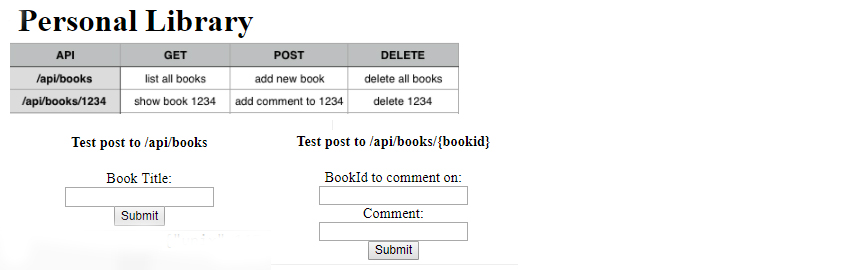 Personal Library
API GET POST DELETE
/api/books list all books add new book delete all books
/api/books/1234 show book 1234 add comment to 1234 delete 1234
Test post to /api/books
Book Title:
Submit
Test post to /api/books/{bookid}
BookId to comment on:
Comment:
Submit